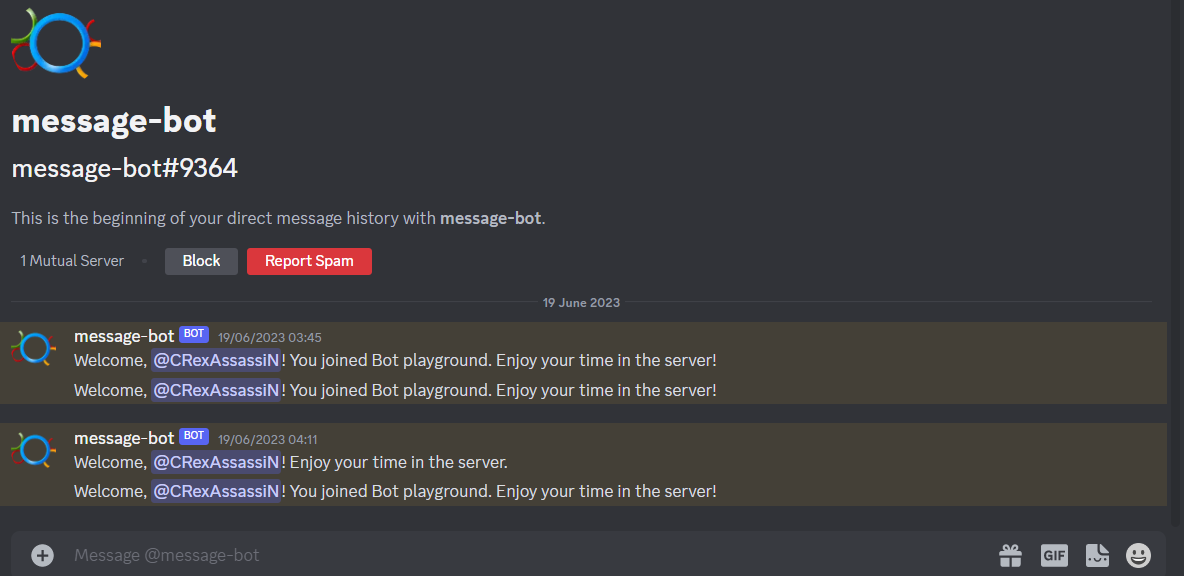 message-bot
message-bot#9364
This is the beginning of your direct message history with message-bot.
1 Mutual Server
Block
Report Spam
19 June 2023
message-bot BOT 19/06/2023 03:45
Welcome, @CRexAssassiN! You joined Bot playground. Enjoy your time in the server!
Welcome, @CRexAssassiN! You joined Bot playground. Enjoy your time in the server!
message-bot BOT 19/06/2023 04:11
Welcome, @CRexAssassiN! Enjoy your time in the server.
Welcome, @CRexAssassiN! You joined Bot playground. Enjoy your time in the server!
Message @message-bot
GIF